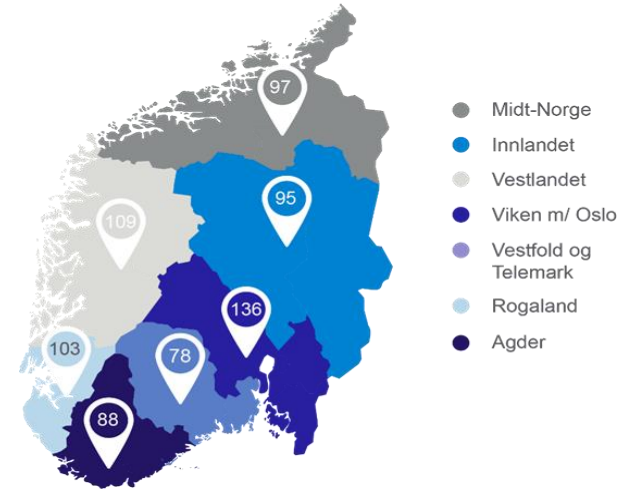 97
95
109
136
103
78
88
Midt-Norge
Innlandet
Vestlandet
Viken m/ Oslo
Vestfold og
Telemark
Rogaland
Agder